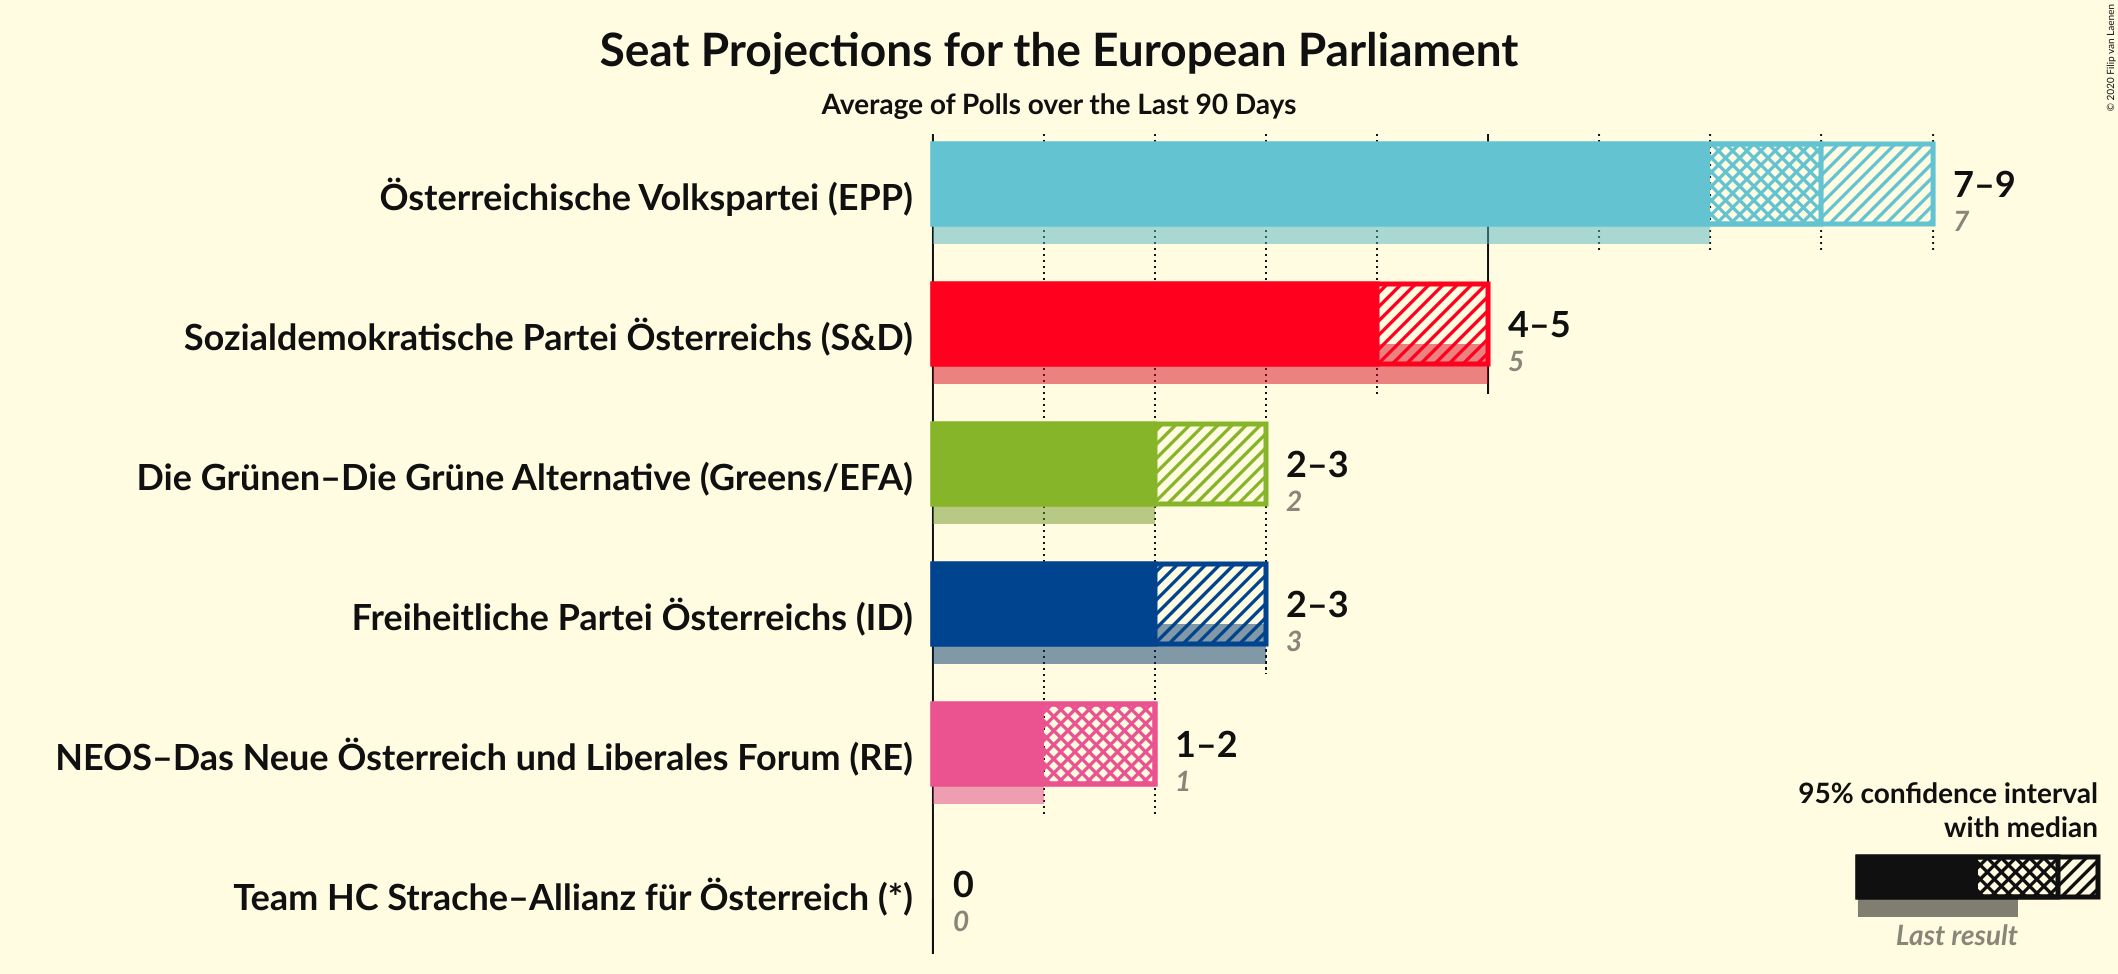 Seat Projections for the European Parliament
Average of Polls over the Last 90 Days
© 2020 Filip van Laenen
Österreichische Volkspartei (EPP)
7–9
7
Sozialdemokratische Partei Österreichs (S&D)
4–5
5
Die Grünen–Die Grüne Alternative (Greens/EFA)
2–3
2
Freiheitliche Partei Österreichs (ID)
2–3
3
NEOS–Das Neue Österreich und Liberales Forum (RE)
1–2
1
Team HC Strache–Allianz für Österreich (*)
0
0
95% confidence interval
with median
Last result